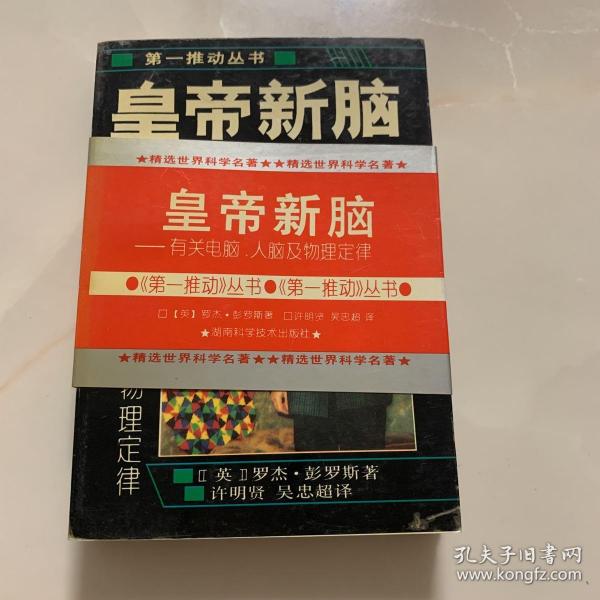 第一推动丛书
皇帝新脑
★精选世界科学名著★★精选世界科学名著★
皇帝新脑
——有关电脑、人脑及物理定律
●《第一推动》丛书●《第一推动》丛书●
□【英】罗杰·彭罗斯著 □许明贤 吴忠超 译
★湖南科学技术出版社★
★精选世界科学名著★★精选世界科学名著★
物理定律
[英]罗杰·彭罗斯著
许明贤 吴忠超译
孔夫子旧书网
www.kongfz.com